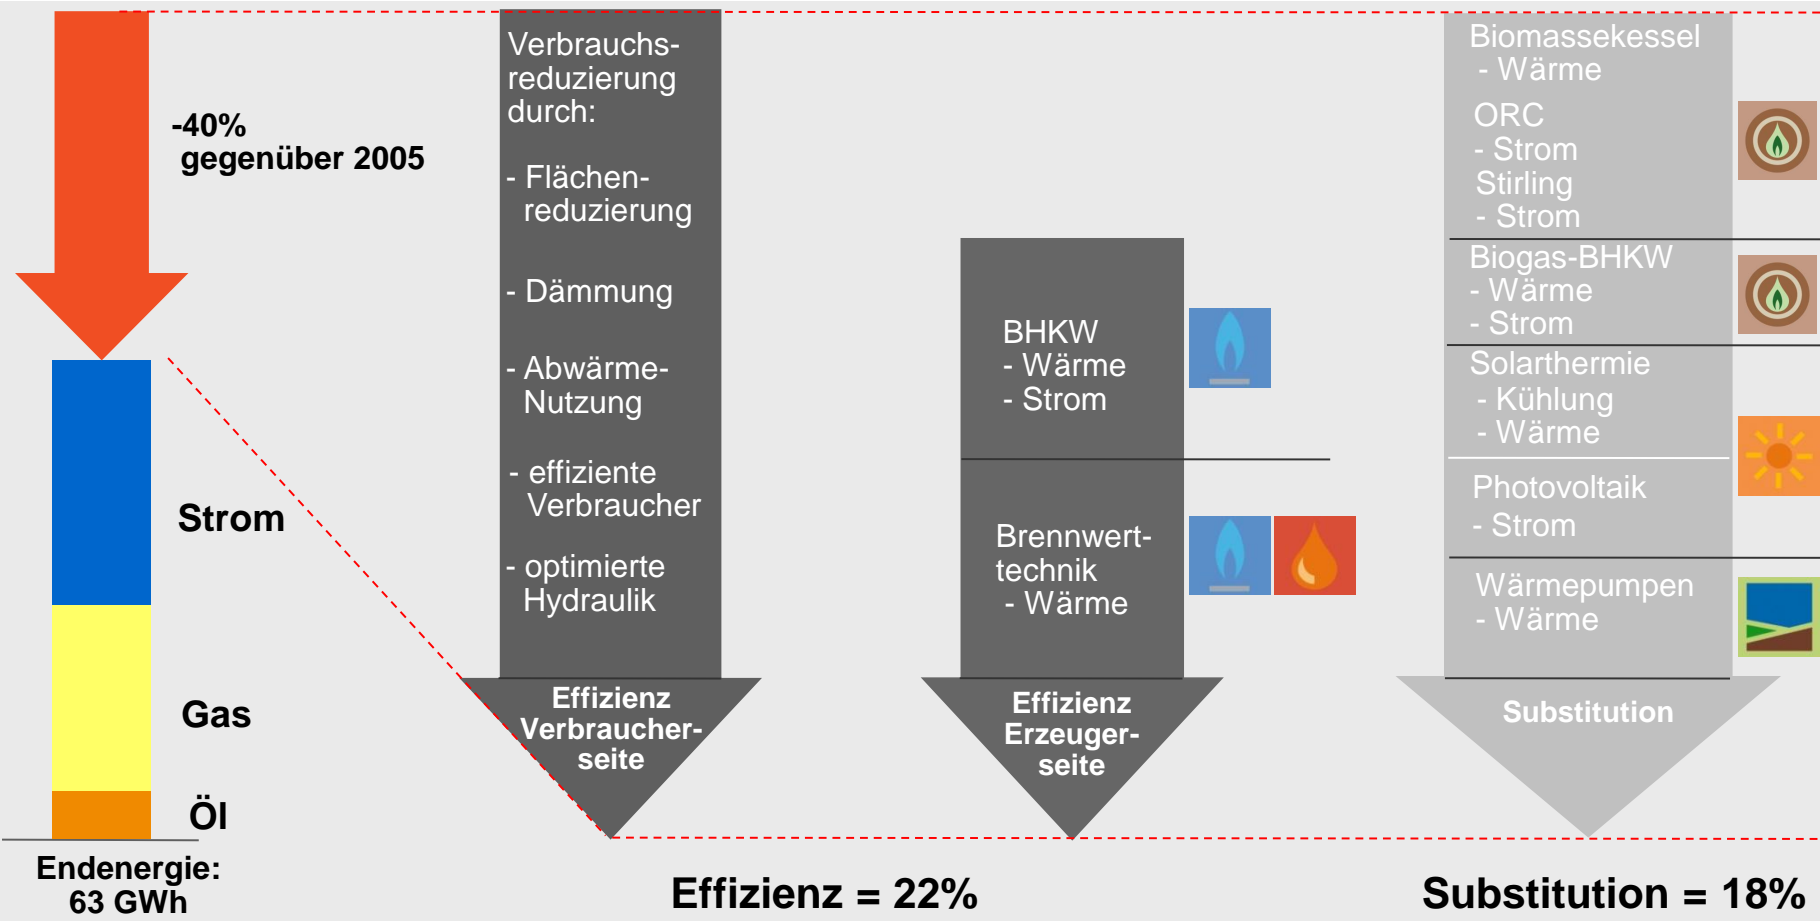 -40%
gegenüber 2005
Strom
Gas
Öl
Endenergie:
63 GWh
Verbrauchs-
reduzierung
durch:
- Flächen-
reduzierung
- Dämmung
- Abwärme-
Nutzung
- effiziente
Verbraucher
- optimierte
Hydraulik
Effizienz
Verbraucher-
seite
BHKW
- Wärme
- Strom
Brennwert-
technik
- Wärme
Effizienz
Erzeuger-
seite
Biomassekessel
- Wärme
ORC
- Strom
Stirling
- Strom
Biogas-BHKW
- Wärme
- Strom
Solarthermie
- Kühlung
- Wärme
Photovoltaik
- Strom
Wärmepumpen
- Wärme
Substitution
Effizienz = 22%
Substitution = 18%